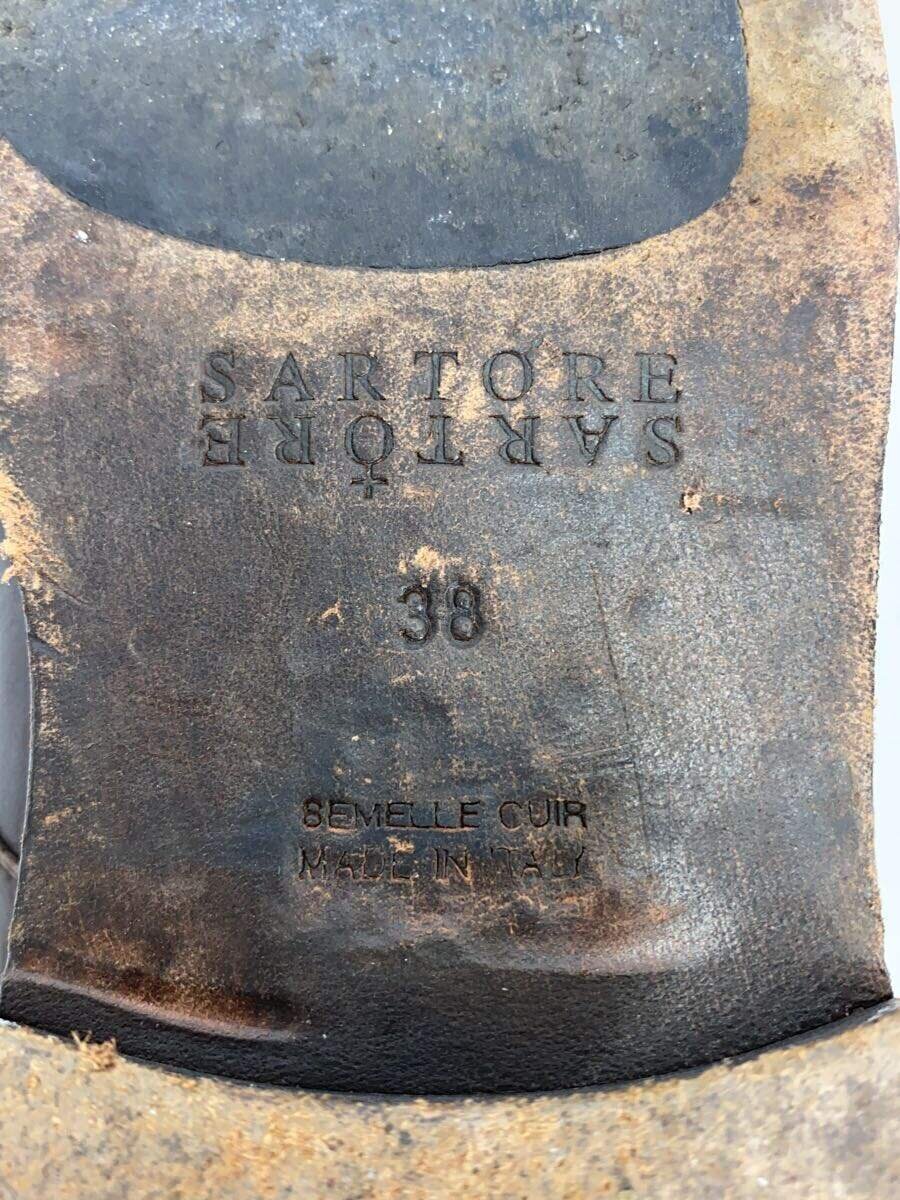 SARTORE
SARTORE
38
SEMELLE CUIR
MADE IN ITALY